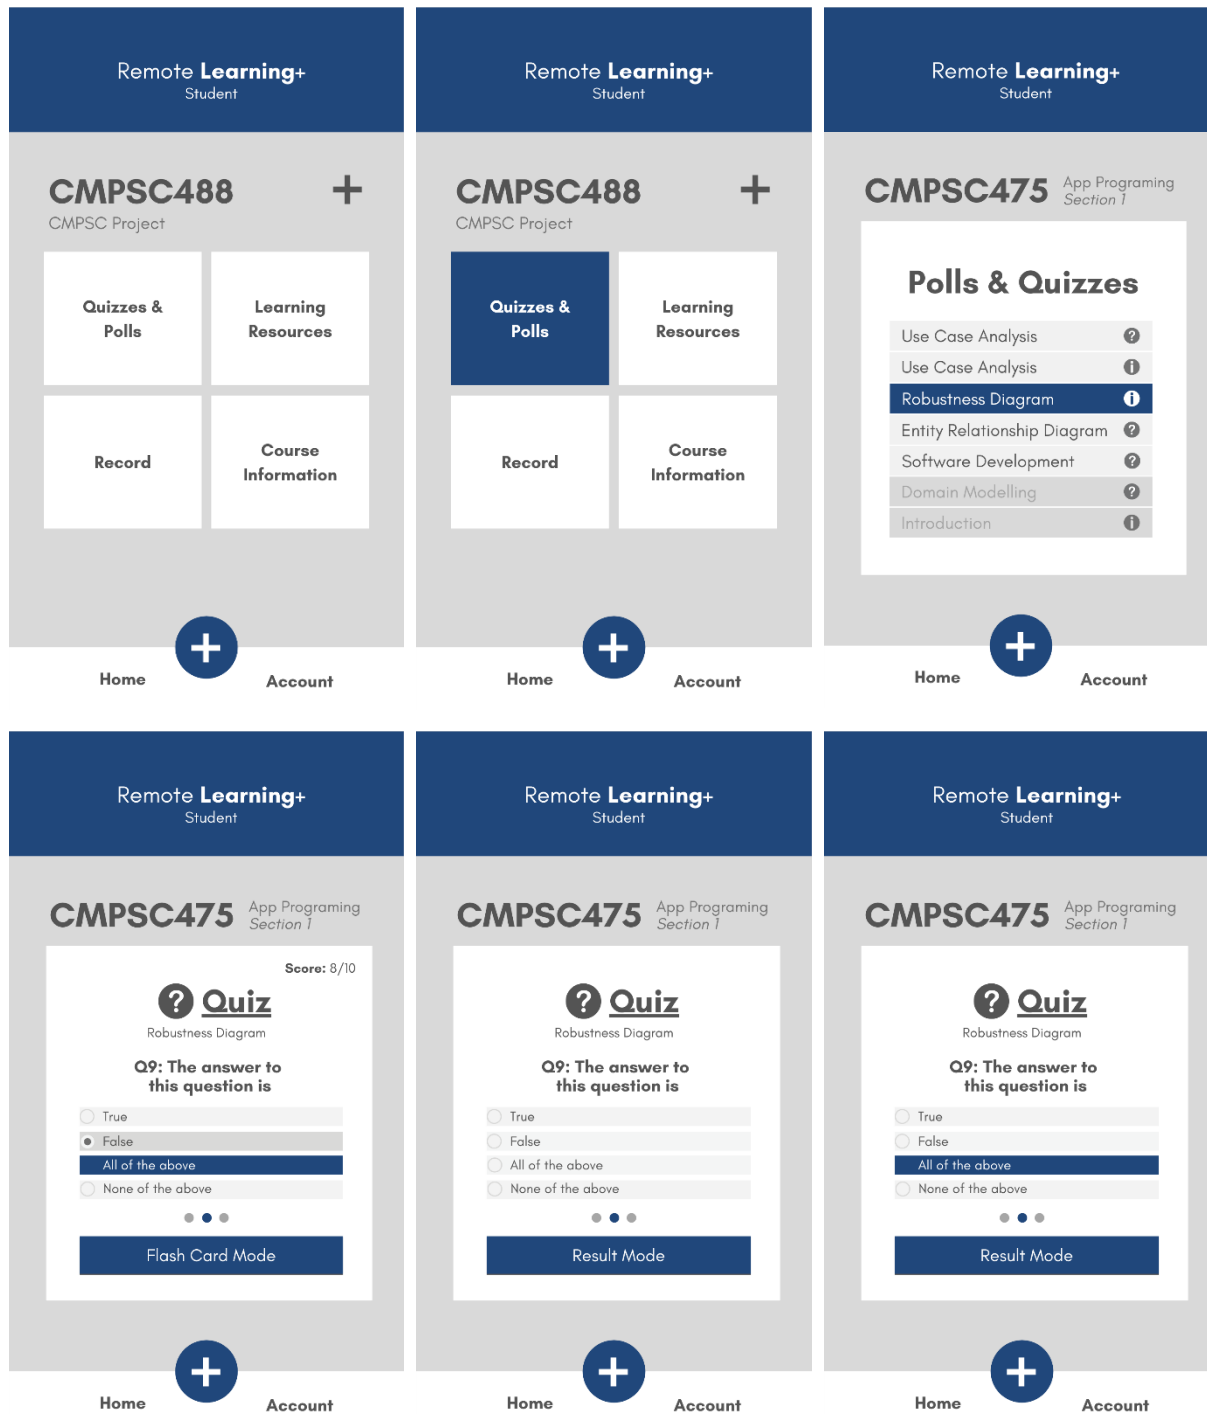 Remote Learning+
Student
CMPSC488
+
CMPSC Project
Quizzes &
Polls
Learning
Resources
Record
Course
Information
+
Home
Account
Remote Learning+
Student
CMPSC488
+
CMPSC Project
Quizzes &
Polls
Learning
Resources
Record
Course
Information
+
Home
Account
Remote Learning+
Student
CMPSC475
App Programing
Section 1
Polls & Quizzes
Use Case Analysis ?
Use Case Analysis i
Robustness Diagram i
Entity Relationship Diagram ?
Software Development ?
Domain Modelling ?
Introduction i
+
Home
Account
Remote Learning+
Student
CMPSC475
App Programing
Section 1
Score: 8/10
? Quiz
Robustness Diagram
Q9: The answer to
this question is
True
False
All of the above
None of the above
Flash Card Mode
+
Home
Account
Remote Learning+
Student
CMPSC475
App Programing
Section 1
? Quiz
Robustness Diagram
Q9: The answer to
this question is
True
False
All of the above
None of the above
Result Mode
+
Home
Account
Remote Learning+
Student
CMPSC475
App Programing
Section 1
? Quiz
Robustness Diagram
Q9: The answer to
this question is
True
False
All of the above
None of the above
Result Mode
+
Home
Account